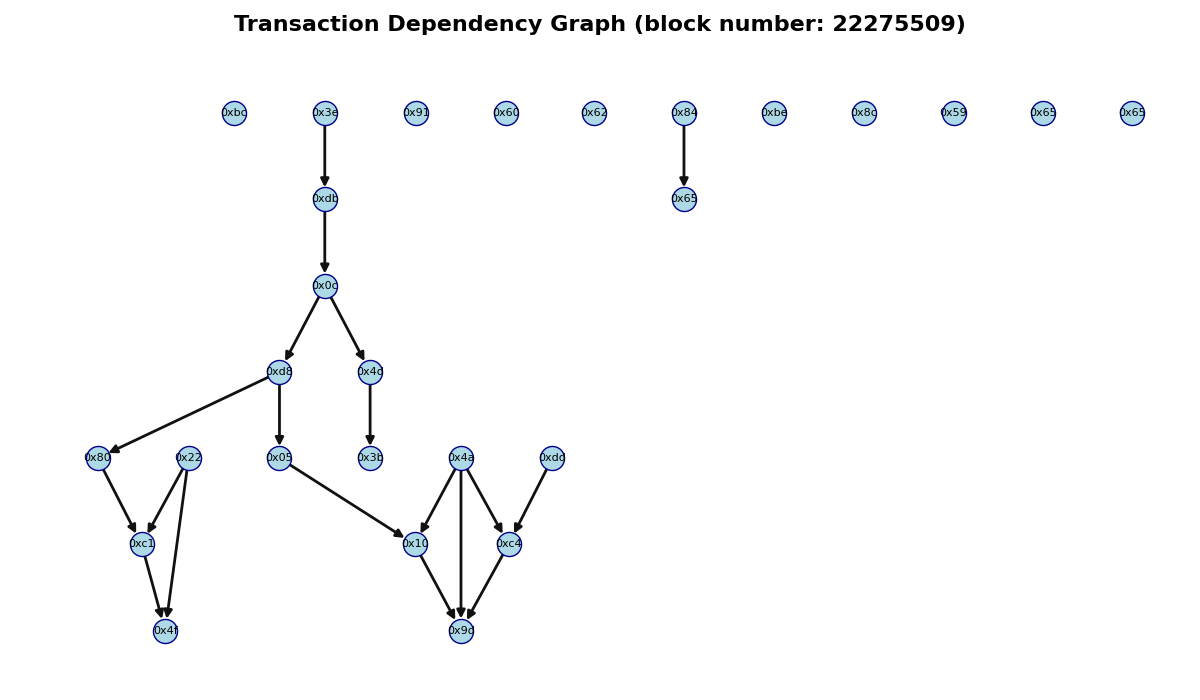 Transaction Dependency Graph (block number: 22275509)
0xbc 0x3e 0x91 0x60 0x62 0x84 0xbe 0x8c 0x59 0x65 0x65
0xdb 0x65
0x0c
0xd8 0x4d
0x80 0x22 0x05 0x3b 0x4a 0xdd
0xc1 0x10 0xc4
0x4f 0x9d